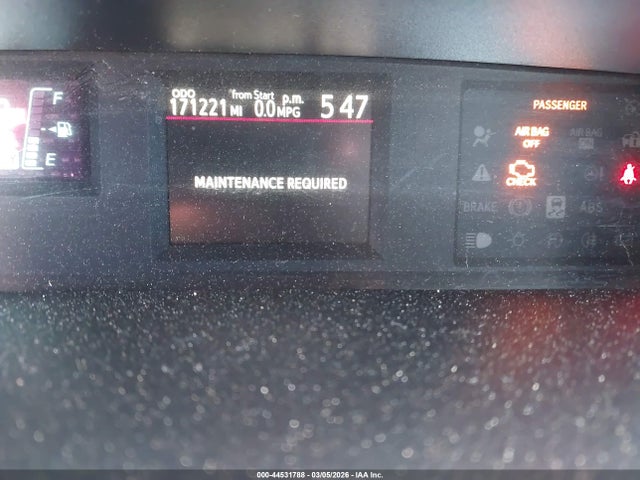 F
E
ODO from Start p.m.
171221 MI 0.0 MPG 5 47
MAINTENANCE REQUIRED
PASSENGER
AIR BAG
OFF
AIR BAG
CHECK
BRAKE ABS
000-44531788 - 03/05/2026 - IAA Inc.